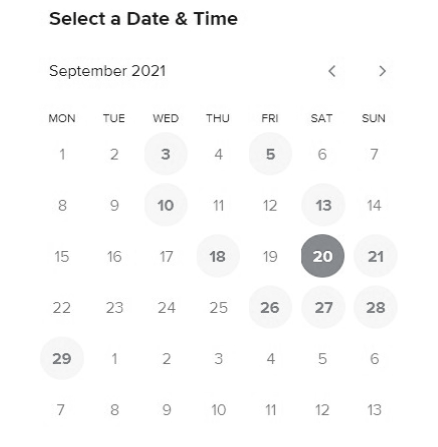 Select a Date & Time
September 2021
MON TUE WED THU FRI SAT SUN
1 2 3 4 5 6 7
8 9 10 11 12 13 14
15 16 17 18 19 20 21
22 23 24 25 26 27 28
29 1 2 3 4 5 6
7 8 9 10 11 12 13